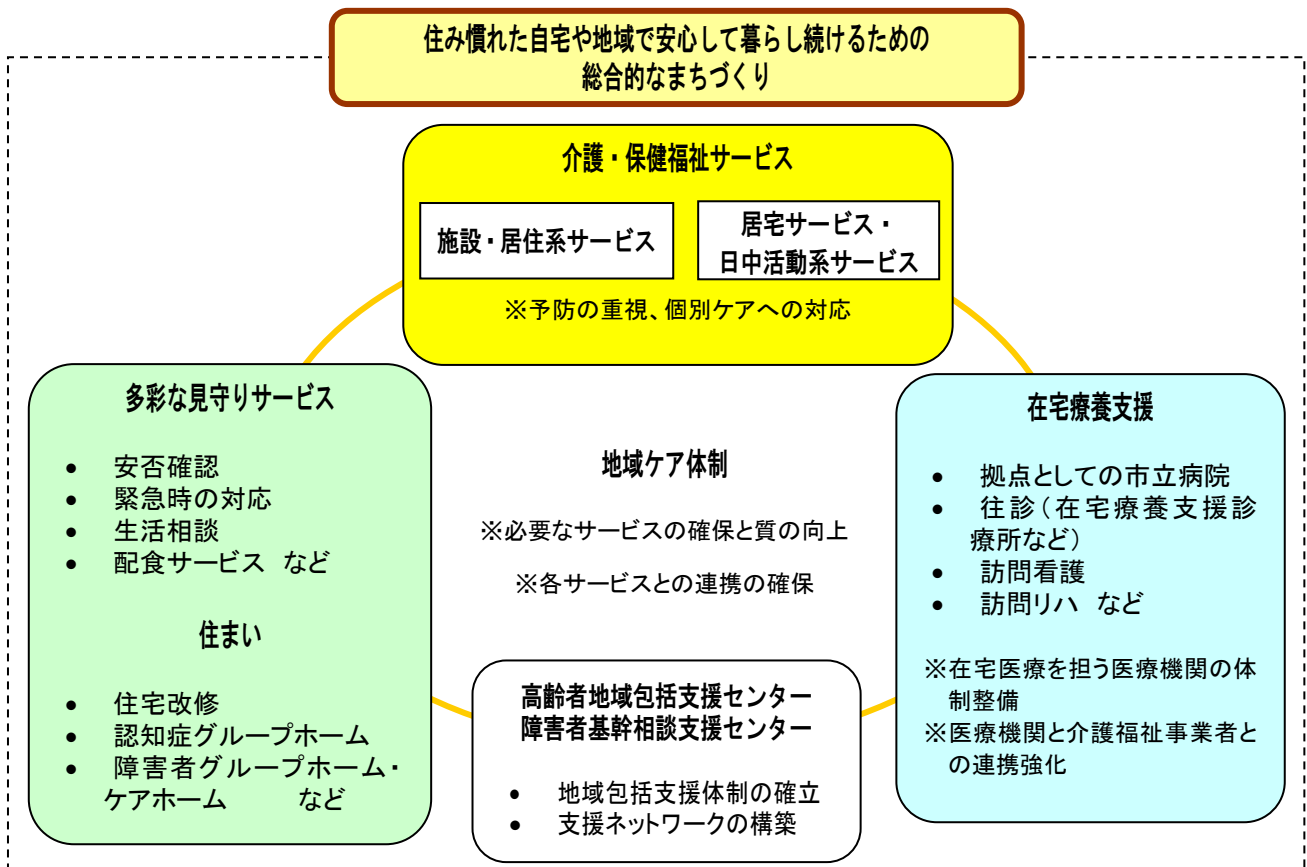 住み慣れた自宅や地域で安心して暮らし続けるための
総合的なまちづくり
介護・保健福祉サービス
施設・居住系サービス
居宅サービス・
日中活動系サービス
※予防の重視、個別ケアへの対応
多彩な見守りサービス
• 安否確認
• 緊急時の対応
• 生活相談
• 配食サービス など
住まい
• 住宅改修
• 認知症グループホーム
• 障害者グループホーム・
ケアホーム など
地域ケア体制
※必要なサービスの確保と質の向上
※各サービスとの連携の確保
高齢者地域包括支援センター
障害者基幹相談支援センター
• 地域包括支援体制の確立
• 支援ネットワークの構築
在宅療養支援
• 拠点としての市立病院
• 往診(在宅療養支援診
療所など)
• 訪問看護
• 訪問リハ など
※在宅医療を担う医療機関の体
制整備
※医療機関と介護福祉事業者と
の連携強化